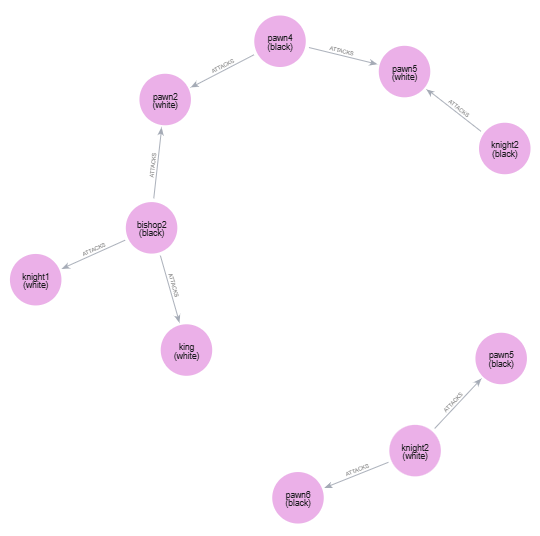 pawn4
(black)
ATTACKS
ATTACKS
pawn5
(white)
pawn2
(white)
ATTACKS
knight2
(black)
ATTACKS
bishop2
(black)
ATTACKS
knight1
(white)
ATTACKS
king
(white)
pawn5
(black)
ATTACKS
knight2
(white)
ATTACKS
pawn6
(black)